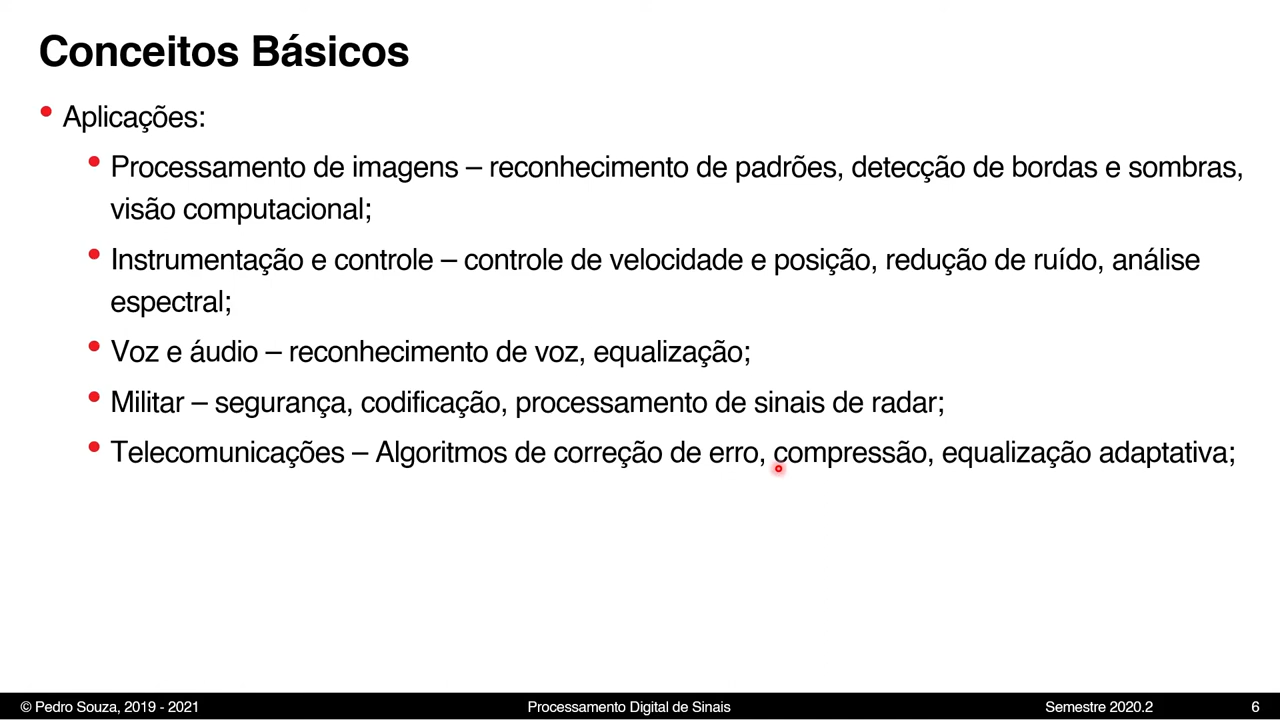 Conceitos Básicos
• Aplicações:
• Processamento de imagens – reconhecimento de padrões, detecção de bordas e sombras,
visão computacional;
• Instrumentação e controle – controle de velocidade e posição, redução de ruído, análise
espectral;
• Voz e áudio – reconhecimento de voz, equalização;
• Militar – segurança, codificação, processamento de sinais de radar;
• Telecomunicações – Algoritmos de correção de erro, compressão, equalização adaptativa;
© Pedro Souza, 2019 - 2021 Processamento Digital de Sinais Semestre 2020.2 6